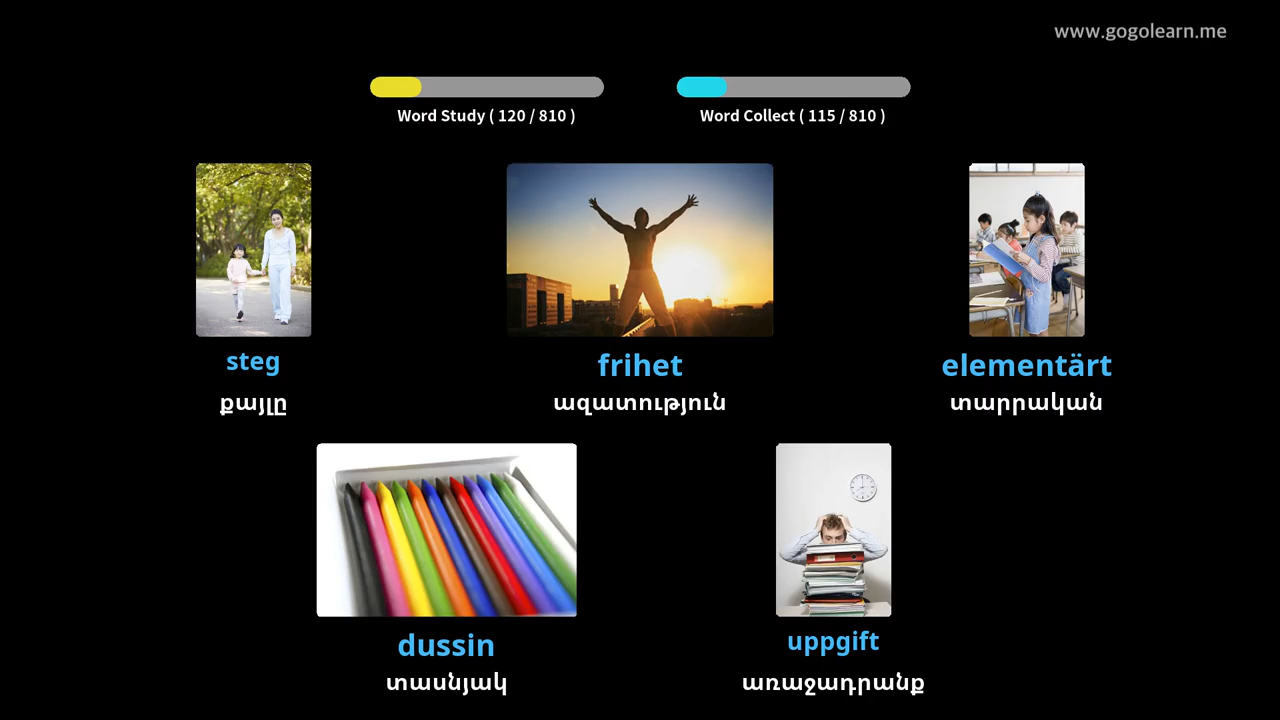 www.gogolearn.me
Word Study ( 120 / 810 )
Word Collect ( 115 / 810 )
steg
քայլը
frihet
ազատություն
elementärt
տարրական
dussin
տասնյակ
uppgift
առաջադրանք